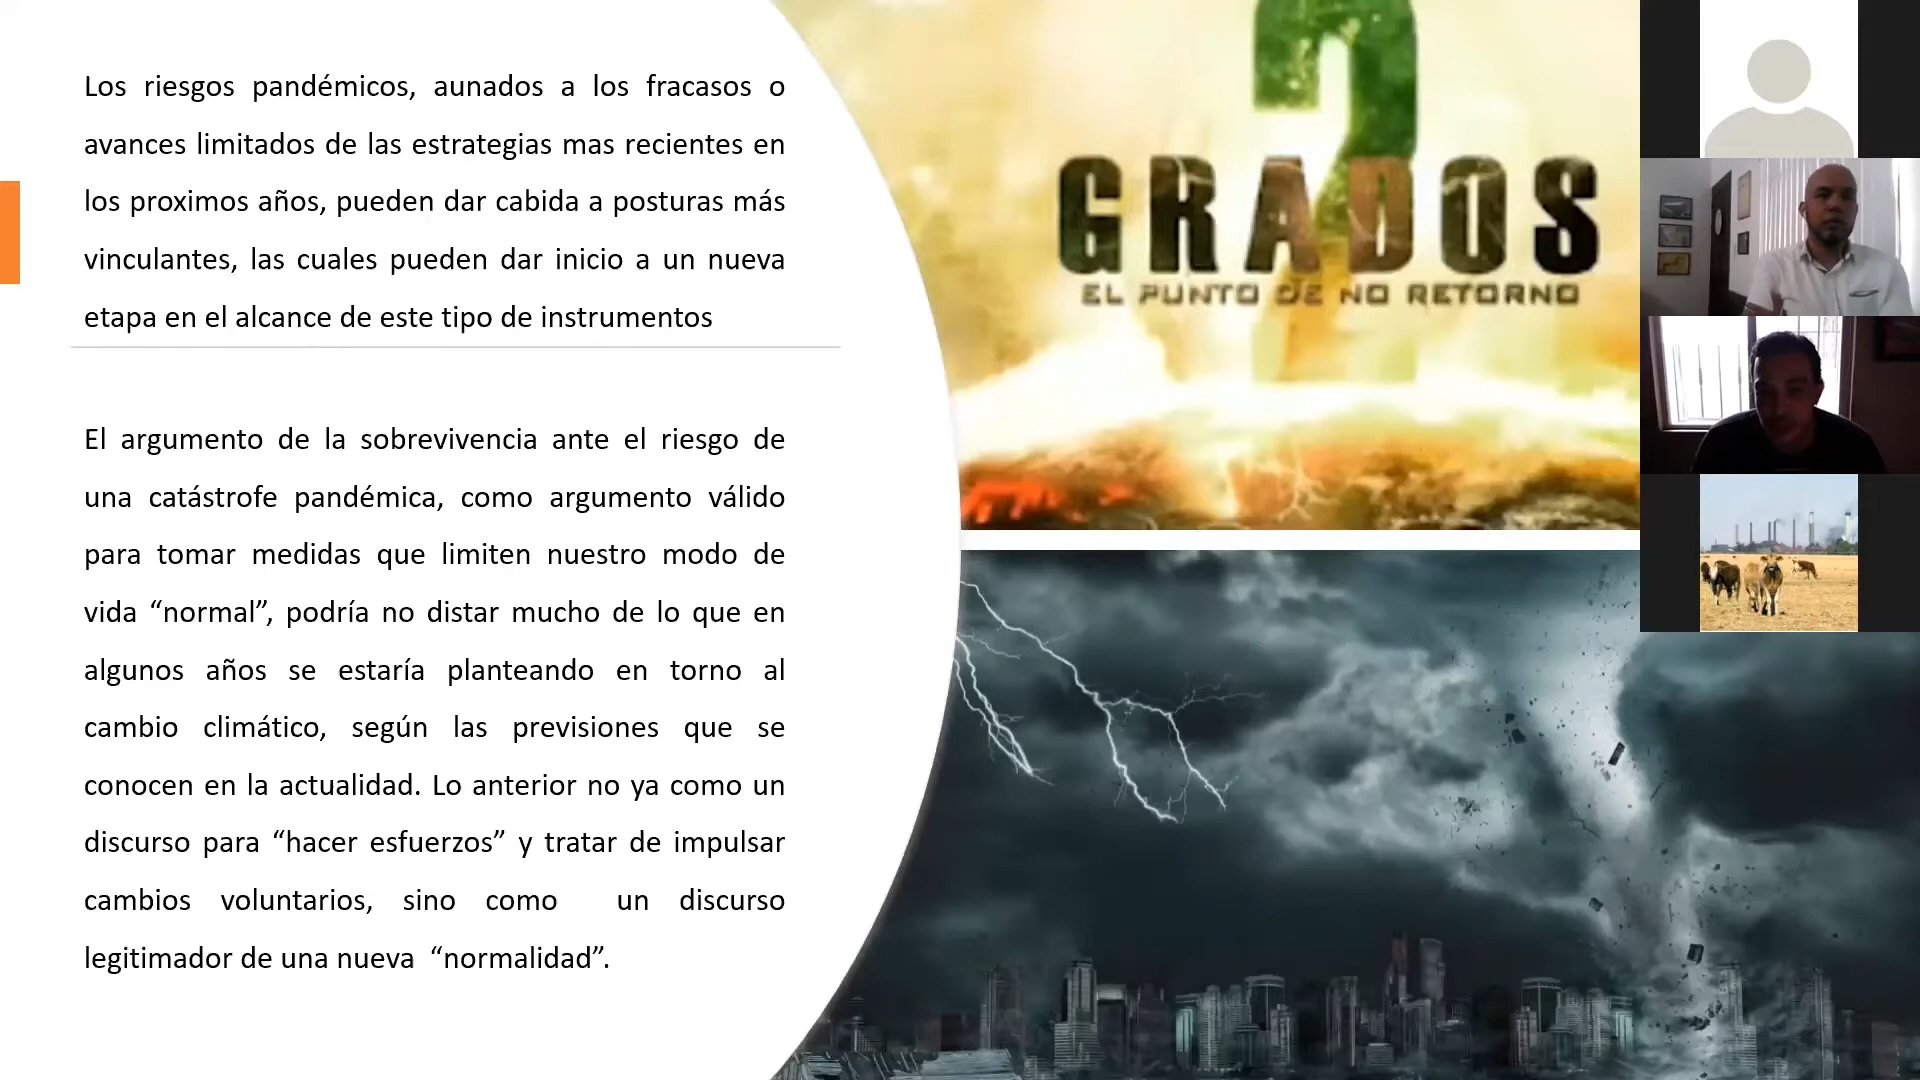 Los riesgos pandémicos, aunados a los fracasos o
avances limitados de las estrategias mas recientes en
los proximos años, pueden dar cabida a posturas más
vinculantes, las cuales pueden dar inicio a un nueva
etapa en el alcance de este tipo de instrumentos
El argumento de la sobrevivencia ante el riesgo de
una catástrofe pandémica, como argumento válido
para tomar medidas que limiten nuestro modo de
vida “normal”, podría no distar mucho de lo que en
algunos años se estaría planteando en torno al
cambio climático, según las previsiones que se
conocen en la actualidad. Lo anterior no ya como un
discurso para “hacer esfuerzos” y tratar de impulsar
cambios voluntarios, sino como un discurso
legitimador de una nueva “normalidad”.
2
GRADOS
EL PUNTO DE NO RETORNO